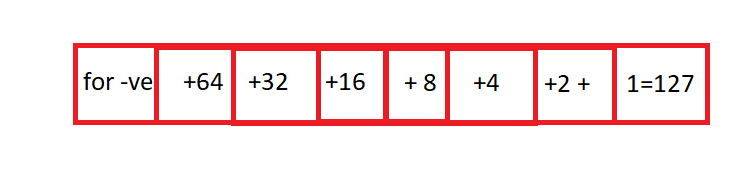 for -ve +64 +32 +16 + 8 +4 +2 + 1=127